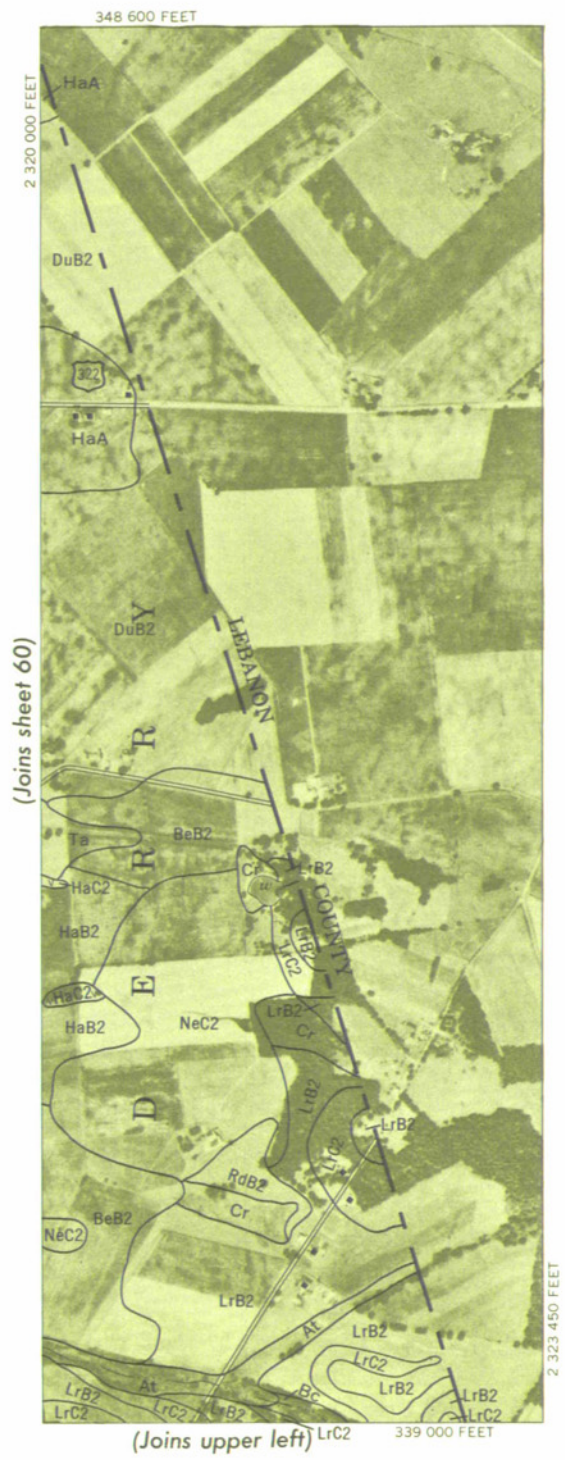 348 600 FEET
2 320 000 FEET
HaA
DuB2
322
HaA
DuB2
LEBANON
COUNTY
(Joins sheet 60)
D E R R Y
Ta
BeB2
Cr
LrB2
HaC2
w
HaB2
LrB2
LrC2
HaC2
LrB2
HaB2
NeC2
Cr
LrB2
LrB2
LrC2
RdB2
BeB2
Cr
NeC2
LrB2
At
LrB2
LrC2
2 323 450 FEET
At
Bc
LrB2
LrB2
LrC2
LrB2
LrB2
LrC2
LrC2
LrC2
339 000 FEET
(Joins upper left)